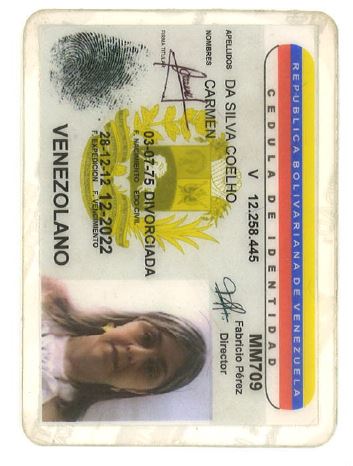 REPUBLICA BOLIVARIANA DE VENEZUELA
CEDULA DE IDENTIDAD
V 12.258.445
MM709
APELLIDOS DA SILVA COELHO
NOMBRES CARMEN
Fabricio Pérez
Director
FIRMA TITULAR
03-07-75 DIVORCIADA
F. NACIMIENTO EDO CIVIL
28-12-12 12-2022
F. EXPEDICION F. VENCIMIENTO
VENEZOLANO